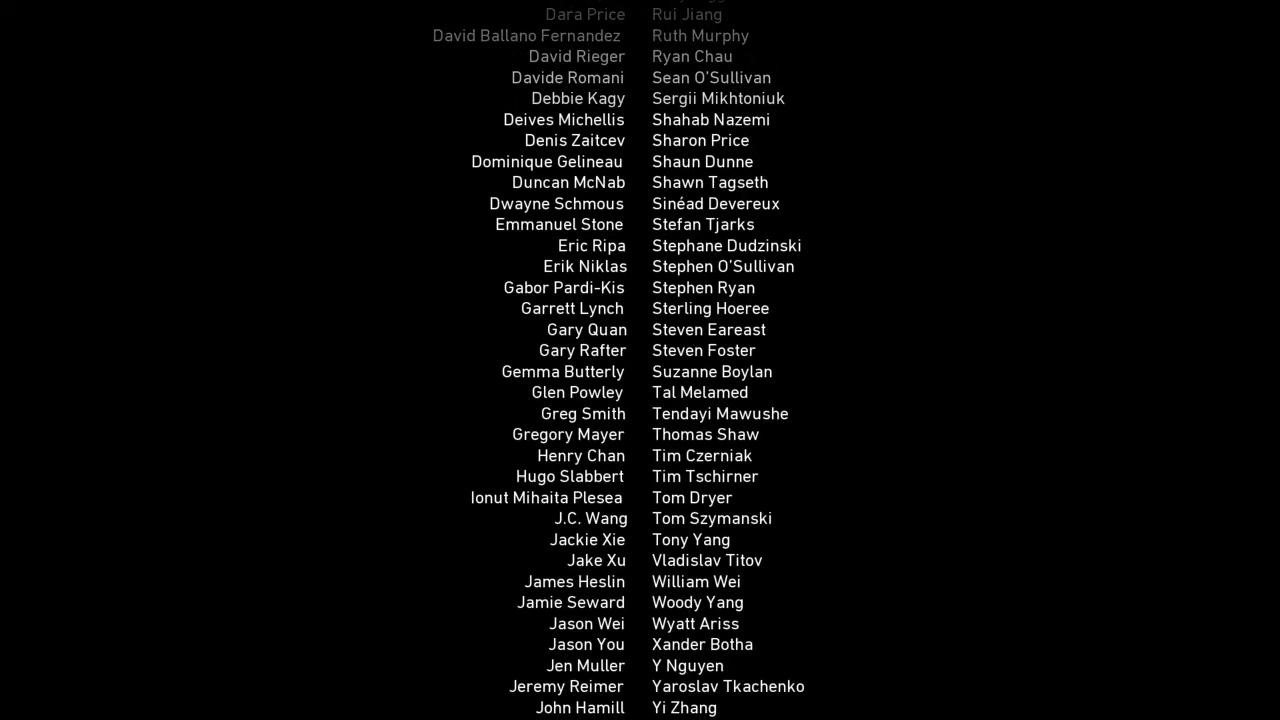 Dara Price Rui Jiang
David Ballano Fernandez Ruth Murphy
David Rieger Ryan Chau
Davide Romani Sean O'Sullivan
Debbie Kagy Sergii Mikhtoniuk
Deives Michellis Shahab Nazemi
Denis Zaitcev Sharon Price
Dominique Gelineau Shaun Dunne
Duncan McNab Shawn Tagseth
Dwayne Schmous Sinéad Devereux
Emmanuel Stone Stefan Tjarks
Eric Ripa Stephane Dudzinski
Erik Niklas Stephen O'Sullivan
Gabor Pardi-Kis Stephen Ryan
Garrett Lynch Sterling Hoeree
Gary Quan Steven Eareast
Gary Rafter Steven Foster
Gemma Butterly Suzanne Boylan
Glen Powley Tal Melamed
Greg Smith Tendayi Mawushe
Gregory Mayer Thomas Shaw
Henry Chan Tim Czerniak
Hugo Slabbert Tim Tschirner
Ionut Mihaita Plesea Tom Dryer
J.C. Wang Tom Szymanski
Jackie Xie Tony Yang
Jake Xu Vladislav Titov
James Heslin William Wei
Jamie Seward Woody Yang
Jason Wei Wyatt Ariss
Jason You Xander Botha
Jen Muller Y Nguyen
Jeremy Reimer Yaroslav Tkachenko
John Hamill Yi Zhang